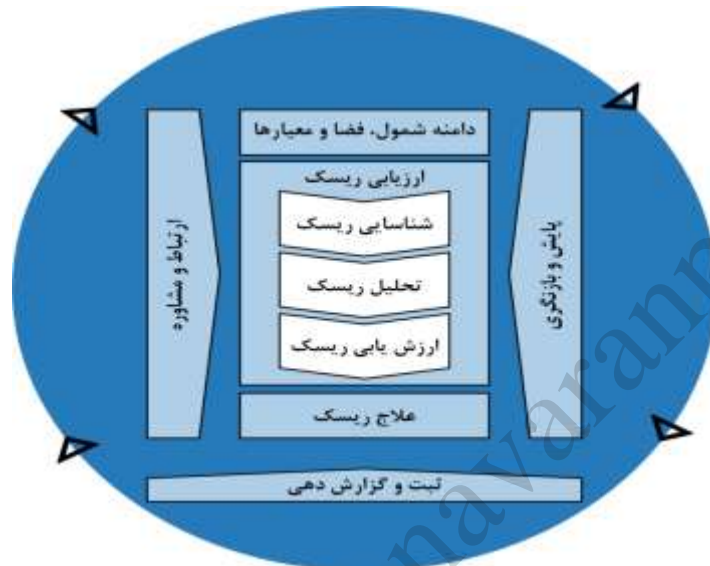 دامنه شمول، فضا و معیارها
ارزیابی ریسک
شناسایی ریسک
تحلیل ریسک
ارزش یابی ریسک
علاج ریسک
پایش و بازنگری
ارتباط و مشاوره
ثبت و گزارش دهی